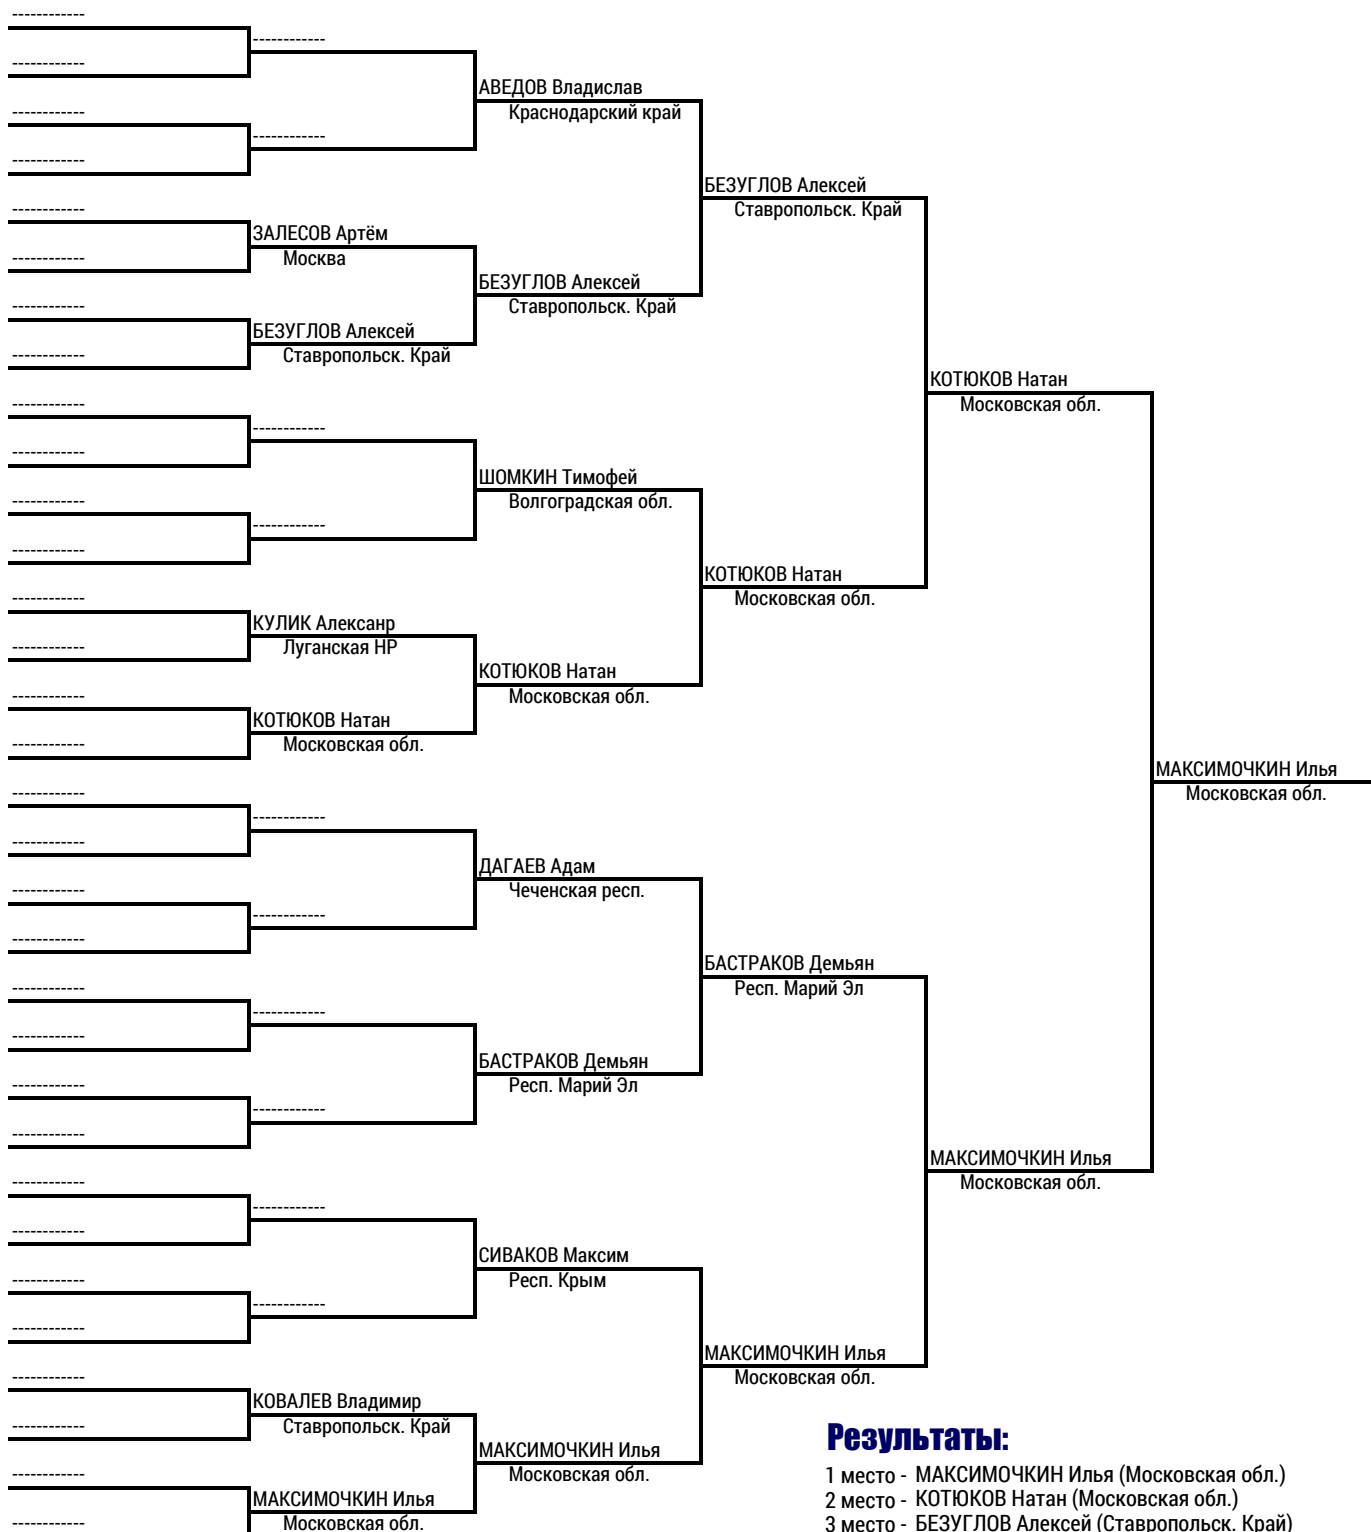 ------------
------------
------------
АВЕДОВ Владислав
Краснодарский край
------------
------------
------------
------------
БЕЗУГЛОВ Алексей
Ставропольск. Край
ЗАЛЕСОВ Артём
Москва
------------
БЕЗУГЛОВ Алексей
Ставропольск. Край
------------
БЕЗУГЛОВ Алексей
Ставропольск. Край
------------
КОТЮКОВ Натан
Московская обл.
------------
------------
------------
ШОМКИН Тимофей
Волгоградская обл.
------------
------------
------------
КОТЮКОВ Натан
Московская обл.
------------
КУЛИК Алексанр
Луганская НР
------------
КОТЮКОВ Натан
Московская обл.
------------
КОТЮКОВ Натан
Московская обл.
------------
МАКСИМОЧКИН Илья
Московская обл.
------------
------------
------------
ДАГАЕВ Адам
Чеченская респ.
------------
------------
------------
БАСТРАКОВ Демьян
Респ. Марий Эл
------------
------------
------------
БАСТРАКОВ Демьян
Респ. Марий Эл
------------
------------
------------
МАКСИМОЧКИН Илья
Московская обл.
------------
------------
------------
СИВАКОВ Максим
Респ. Крым
------------
------------
------------
МАКСИМОЧКИН Илья
Московская обл.
------------
КОВАЛЕВ Владимир
Ставропольск. Край
------------
МАКСИМОЧКИН Илья
Московская обл.
------------
МАКСИМОЧКИН Илья
Московская обл.
------------
Результаты:
1 место - МАКСИМОЧКИН Илья (Московская обл.)
2 место - КОТЮКОВ Натан (Московская обл.)
3 место - БЕЗУГЛОВ Алексей (Ставропольск. Край)